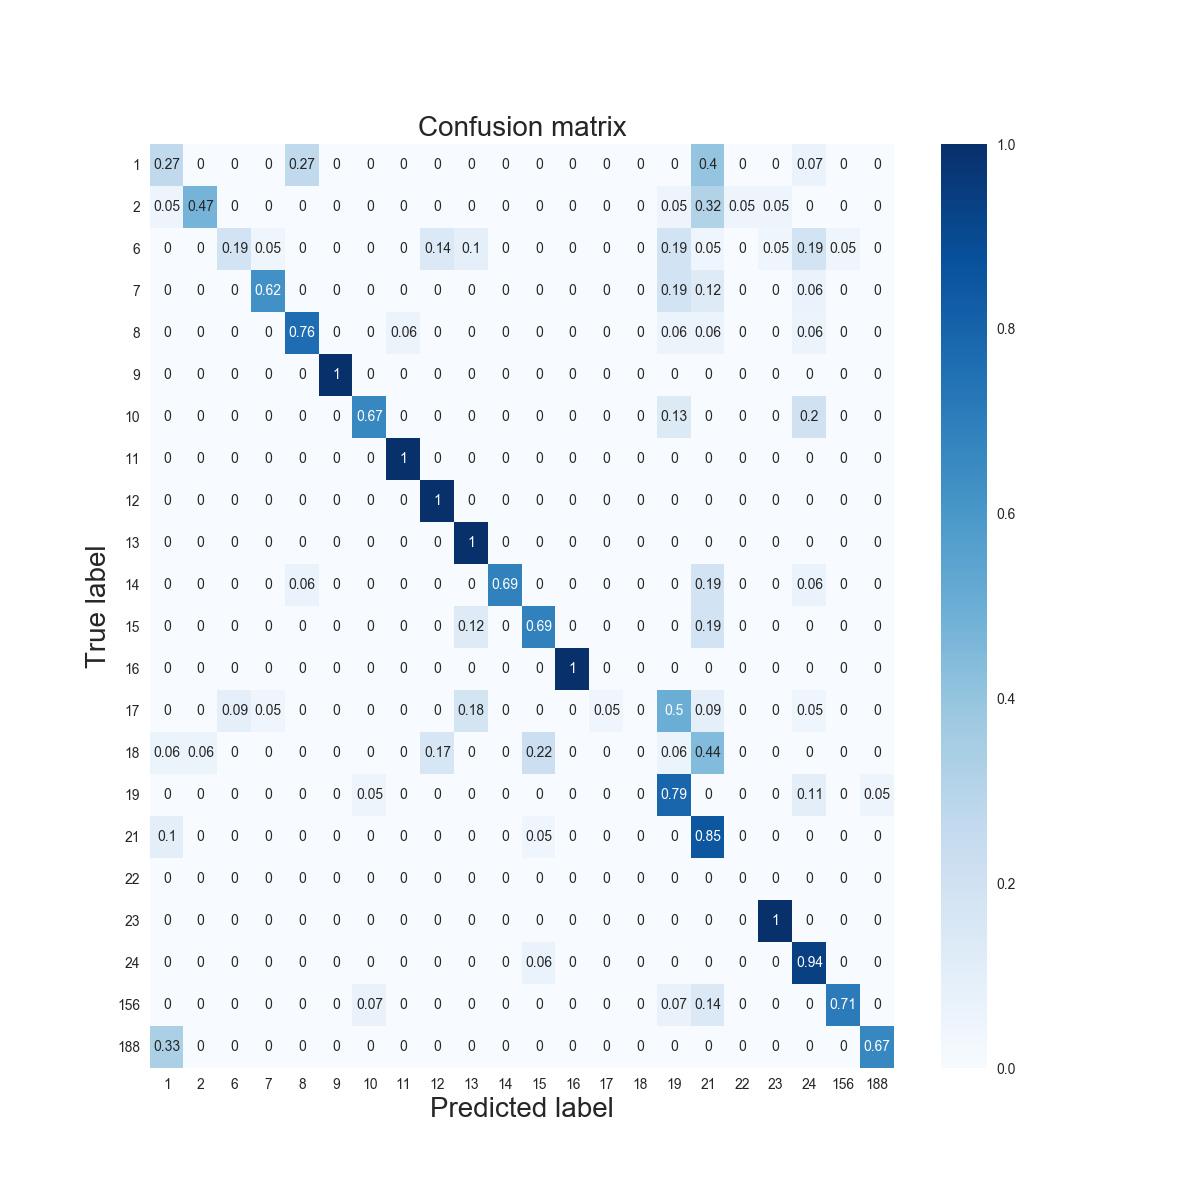 Confusion matrix
1 0.27 0 0 0 0.27 0 0 0 0 0 0 0 0 0 0 0 0.4 0 0 0.07 0 0
2 0.05 0.47 0 0 0 0 0 0 0 0 0 0 0 0 0 0.05 0.32 0.05 0.05 0 0 0
6 0 0 0.19 0.05 0 0 0 0 0.14 0.1 0 0 0 0 0 0.19 0.05 0 0.05 0.19 0.05 0
7 0 0 0 0.62 0 0 0 0 0 0 0 0 0 0 0 0.19 0.12 0 0 0.06 0 0
8 0 0 0 0 0.76 0 0 0.06 0 0 0 0 0 0 0 0.06 0.06 0 0 0.06 0 0
9 0 0 0 0 0 1 0 0 0 0 0 0 0 0 0 0 0 0 0 0 0 0
10 0 0 0 0 0 0 0.67 0 0 0 0 0 0 0 0 0.13 0 0 0 0.2 0 0
11 0 0 0 0 0 0 0 1 0 0 0 0 0 0 0 0 0 0 0 0 0 0
12 0 0 0 0 0 0 0 0 1 0 0 0 0 0 0 0 0 0 0 0 0 0
13 0 0 0 0 0 0 0 0 0 1 0 0 0 0 0 0 0 0 0 0 0 0
14 0 0 0 0 0.06 0 0 0 0 0 0.69 0 0 0 0 0 0.19 0 0 0.06 0 0
15 0 0 0 0 0 0 0 0 0 0.12 0 0.69 0 0 0 0 0.19 0 0 0 0 0
16 0 0 0 0 0 0 0 0 0 0 0 0 1 0 0 0 0 0 0 0 0 0
17 0 0 0.09 0.05 0 0 0 0 0 0.18 0 0 0 0.05 0 0.5 0.09 0 0 0.05 0 0
18 0.06 0.06 0 0 0 0 0 0 0.17 0 0 0.22 0 0 0 0.06 0.44 0 0 0 0 0
19 0 0 0 0 0 0 0.05 0 0 0 0 0 0 0 0 0.79 0 0 0 0.11 0 0.05
21 0.1 0 0 0 0 0 0 0 0 0 0 0.05 0 0 0 0 0.85 0 0 0 0 0
22 0 0 0 0 0 0 0 0 0 0 0 0 0 0 0 0 0 0 0 0 0 0
23 0 0 0 0 0 0 0 0 0 0 0 0 0 0 0 0 0 0 1 0 0 0
24 0 0 0 0 0 0 0 0 0 0 0 0.06 0 0 0 0 0 0 0 0.94 0 0
156 0 0 0 0 0 0 0.07 0 0 0 0 0 0 0 0 0.07 0.14 0 0 0 0.71 0
188 0.33 0 0 0 0 0 0 0 0 0 0 0 0 0 0 0 0 0 0 0 0 0.67
1 2 6 7 8 9 10 11 12 13 14 15 16 17 18 19 21 22 23 24 156 188
Predicted label
True label
1.0
0.8
0.6
0.4
0.2
0.0